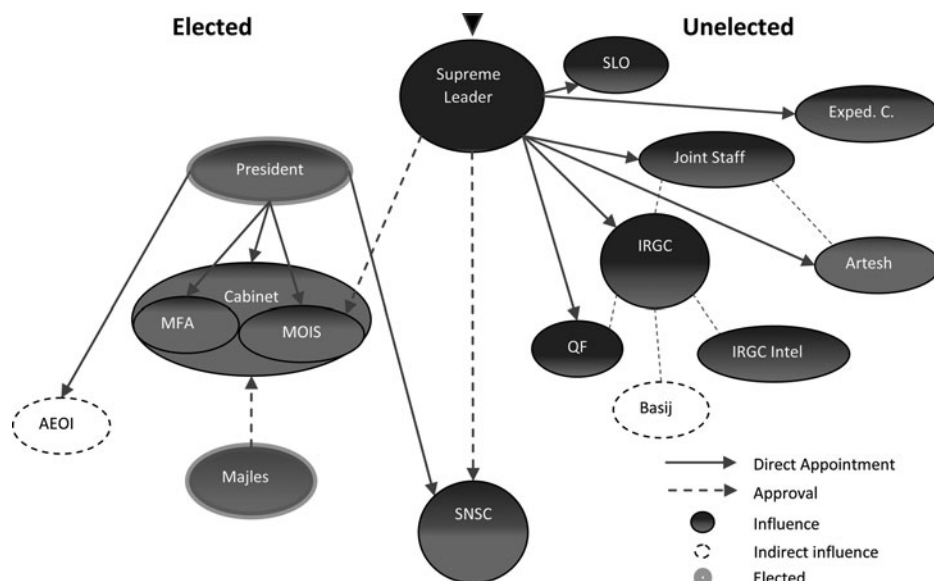 Elected
Unelected
Supreme
Leader
SLO
Exped. C.
Joint Staff
President
IRGC
Artesh
Cabinet
MFA
MOIS
QF
IRGC Intel
Basij
AEOI
Majles
SNSC
Direct Appointment
Approval
Influence
Indirect influence
Elected